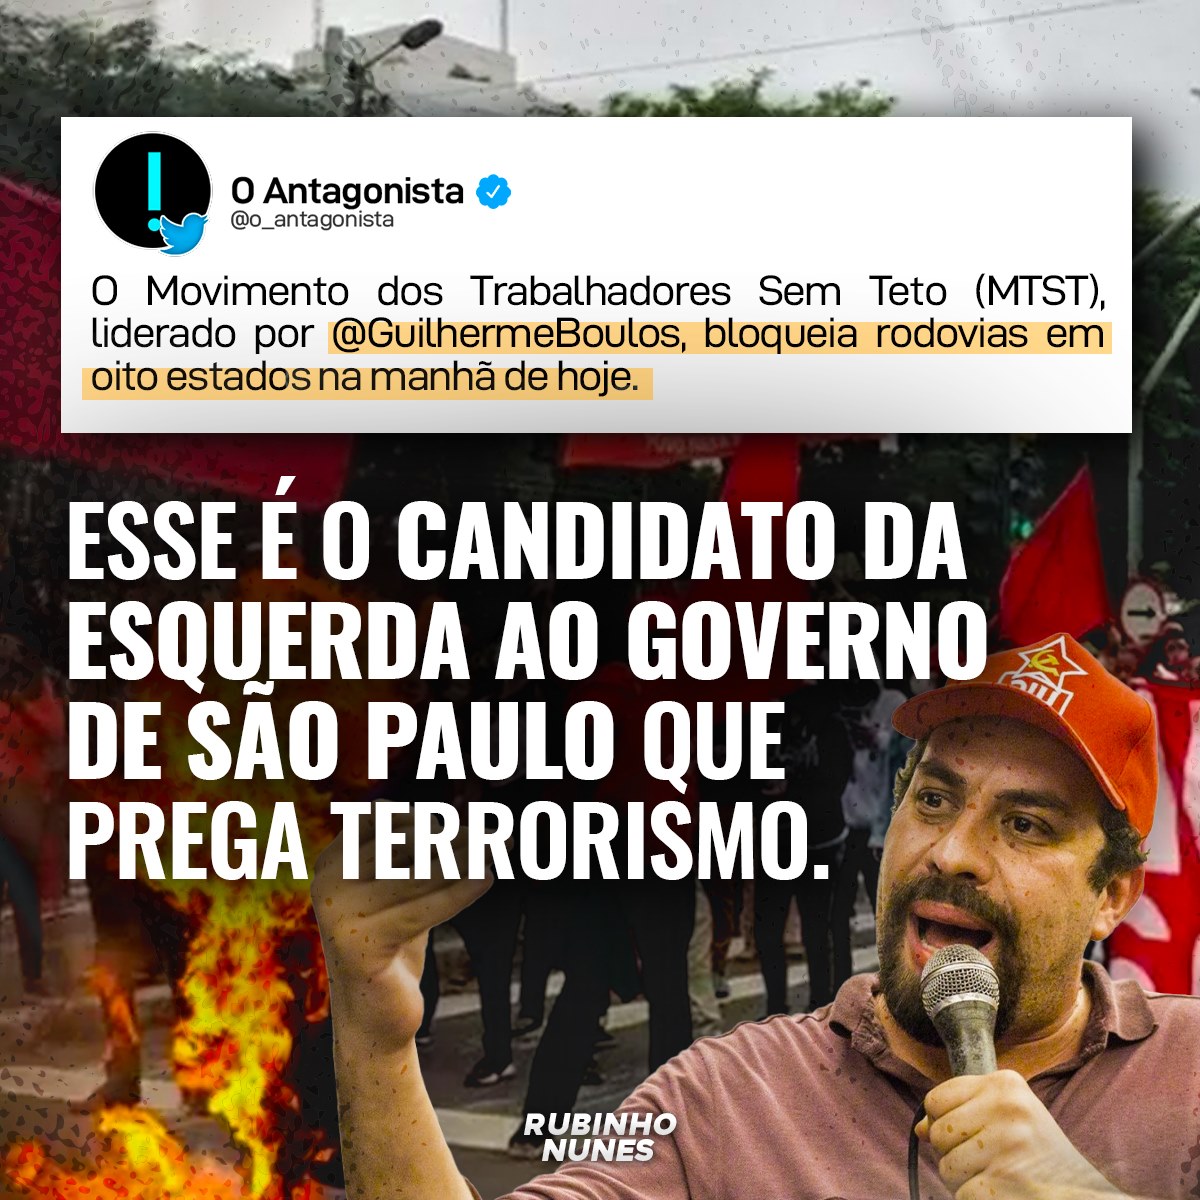 O Antagonista
@o_antagonista
O Movimento dos Trabalhadores Sem Teto (MTST),
liderado por @GuilhermeBoulos, bloqueia rodovias em
oito estados na manhã de hoje.
ESSE É O CANDIDATO DA
ESQUERDA AO GOVERNO
DE SÃO PAULO QUE
PREGA TERRORISMO.
RUBINHO
NUNES